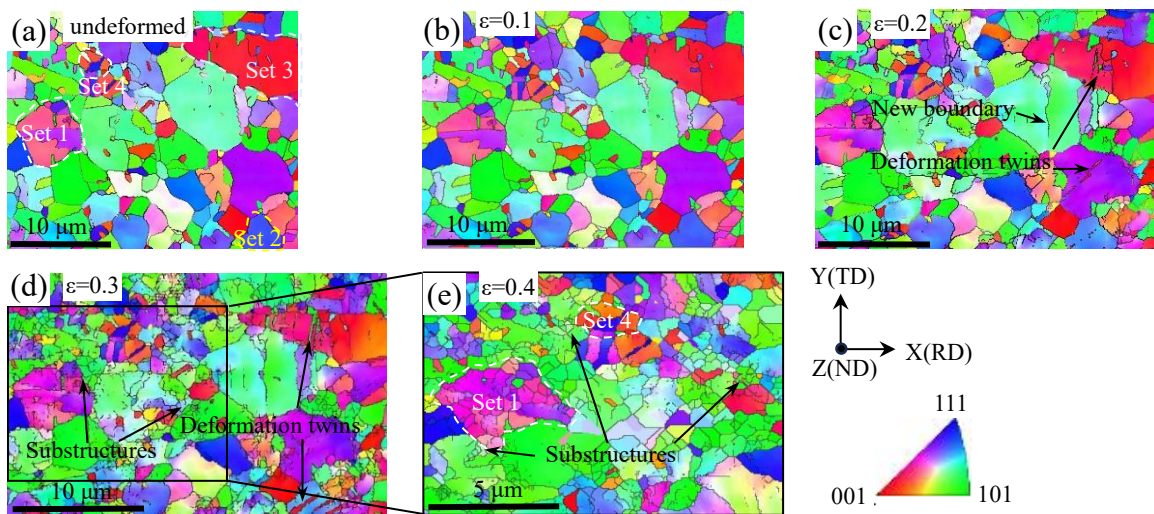 (a) undeformed
Set 3
Set 4
Set 1
Set 2
10 μm
(b) ε=0.1
10 μm
(c) ε=0.2
New boundary
Deformation twins
10 μm
(d) ε=0.3
Deformation twins
Substructures
10 μm
(e) ε=0.4
Set 4
Set 1
Substructures
5 μm
Y(TD)
X(RD)
Z(ND)
111
001
101